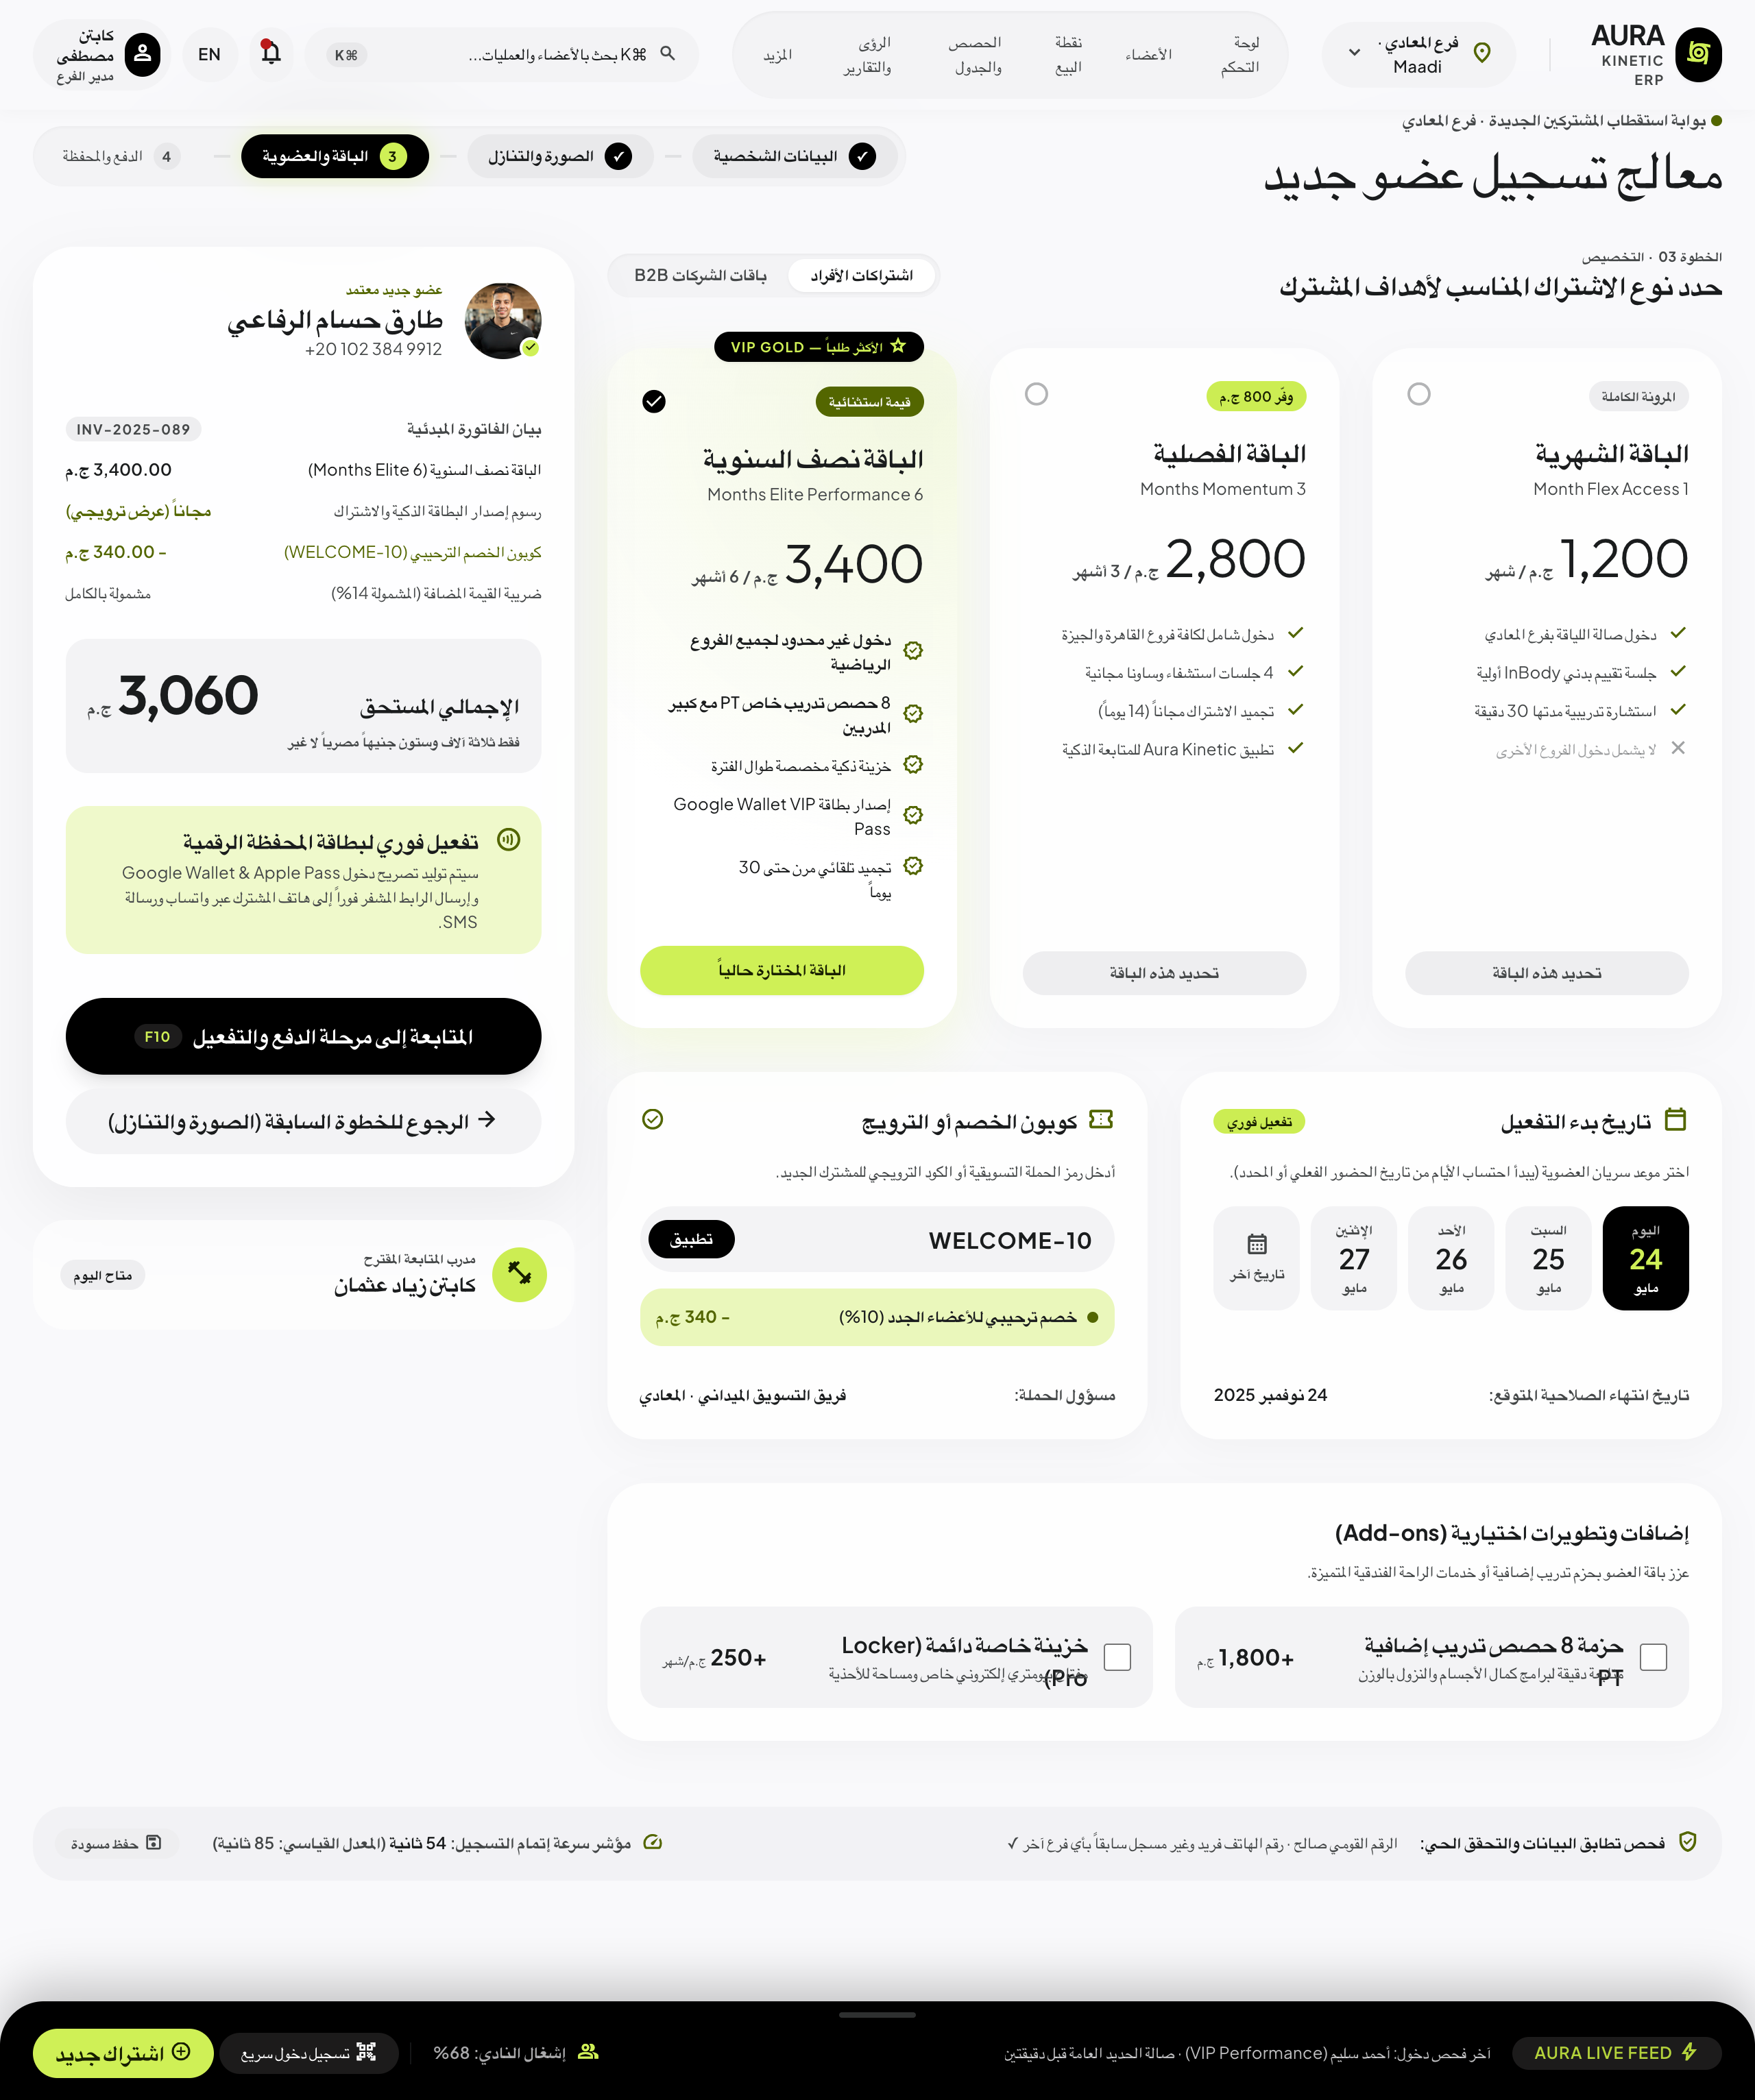 AURA
KINETIC
ERP
فرع المعادي ·
Maadi
لوحة
التحكم
الأعضاء
نقطة
البيع
الحصص
والجدول
الرؤى
والتقارير
المزيد
⌘K بحث بالأعضاء والعمليات...
⌘K
EN
كابتن
مصطفى
مدير الفرع
بوابة استقطاب المشتركين الجديدة · فرع المعادي
معالج تسجيل عضو جديد
✓ البيانات الشخصية
✓ الصورة والتنازل
3 الباقة والعضوية
4 الدفع والمحفظة
الخطوة 03 · التخصيص
حدد نوع الاشتراك المناسب لأهداف المشترك
اشتراكات الأفراد
باقات الشركات B2B
المرونة الكاملة
الباقة الشهرية
1 Month Flex Access
1,200 ج.م / شهر
دخول صالة اللياقة بفرع المعادي
جلسة تقييم بدني InBody أولية
استشارة تدريبية مدتها 30 دقيقة
لا يشمل دخول الفروع الأخرى
تحديد هذه الباقة
وفّر 800 ج.م
الباقة الفصلية
3 Months Momentum
2,800 ج.م / 3 أشهر
دخول شامل لكافة فروع القاهرة والجيزة
4 جلسات استشفاء وساونا مجانية
تجميد الاشتراك مجاناً (14 يوماً)
تطبيق Aura Kinetic للمتابعة الذكية
تحديد هذه الباقة
الأكثر طلباً — VIP GOLD
قيمة استثنائية
الباقة نصف السنوية
6 Months Elite Performance
3,400 ج.م / 6 أشهر
دخول غير محدود لجميع الفروع
الرياضية
8 حصص تدريب خاص PT مع كبير
المدربين
خزينة ذكية مخصصة طوال الفترة
إصدار بطاقة Google Wallet VIP
Pass
تجميد تلقائي مرن حتى 30
يوماً
الباقة المختارة حالياً
عضو جديد معتمد
طارق حسام الرفاعي
+20 102 384 9912
بيان الفاتورة المبدئية
INV-2025-089
الباقة نصف السنوية (6 Months Elite)
3,400.00 ج.م
رسوم إصدار البطاقة الذكية والاشتراك
مجاناً (عرض ترويجي)
كوبون الخصم الترحيبي (WELCOME-10)
- 340.00 ج.م
ضريبة القيمة المضافة (المشمولة 14%)
مشمولة بالكامل
الإجمالي المستحق
3,060 ج.م
فقط ثلاثة آلاف وستون جنيهاً مصرياً لا غير
تفعيل فوري لبطاقة المحفظة الرقمية
سيتم توليد تصريح دخول Google Wallet & Apple Pass
وإرسال الرابط المشفر فوراً إلى هاتف المشترك عبر واتساب ورسالة
SMS.
المتابعة إلى مرحلة الدفع والتفعيل F10
الرجوع للخطوة السابقة (الصورة والتنازل)
مدرب المتابعة المقترح
كابتن زياد عثمان
متاح اليوم
تاريخ بدء التفعيل
تفعيل فوري
اختر موعد سريان العضوية (يبدأ احتساب الأيام من تاريخ الحضور الفعلي أو المحدد).
اليوم
24
مايو
السبت
25
مايو
الأحد
26
مايو
الإثنين
27
مايو
تاريخ آخر
تاريخ انتهاء الصلاحية المتوقع:
24 نوفمبر 2025
كوبون الخصم أو الترويج
أدخل رمز الحملة التسويقية أو الكود الترويجي للمشترك الجديد.
WELCOME-10
تطبيق
خصم ترحيبي للأعضاء الجدد (10%)
- 340 ج.م
مسؤول الحملة:
فريق التسويق الميداني · المعادي
إضافات وتطويرات اختيارية (Add-ons)
عزز باقة العضو بحزم تدريب إضافية أو خدمات الراحة الفندقية المتميزة.
حزمة 8 حصص تدريب إضافية
PT
متابعة دقيقة لبرامج كمال الأجسام والنزول بالوزن
+1,800 ج.م
خزينة خاصة دائمة (Locker
Pro)
مفتاح بيومتري إلكتروني خاص ومساحة للأحذية
+250 ج.م/شهر
فحص تطابق البيانات والتحقق الحي:
الرقم القومي صالح · رقم الهاتف فريد وغير مسجل سابقاً بأي فرع آخر ✓
مؤشر سرعة إتمام التسجيل: 54 ثانية (المعدل القياسي: 85 ثانية)
حفظ مسودة
AURA LIVE FEED
آخر فحص دخول: أحمد سليم (VIP Performance) · صالة الحديد العامة قبل دقيقتين
إشغال النادي: 68%
تسجيل دخول سريع
اشتراك جديد